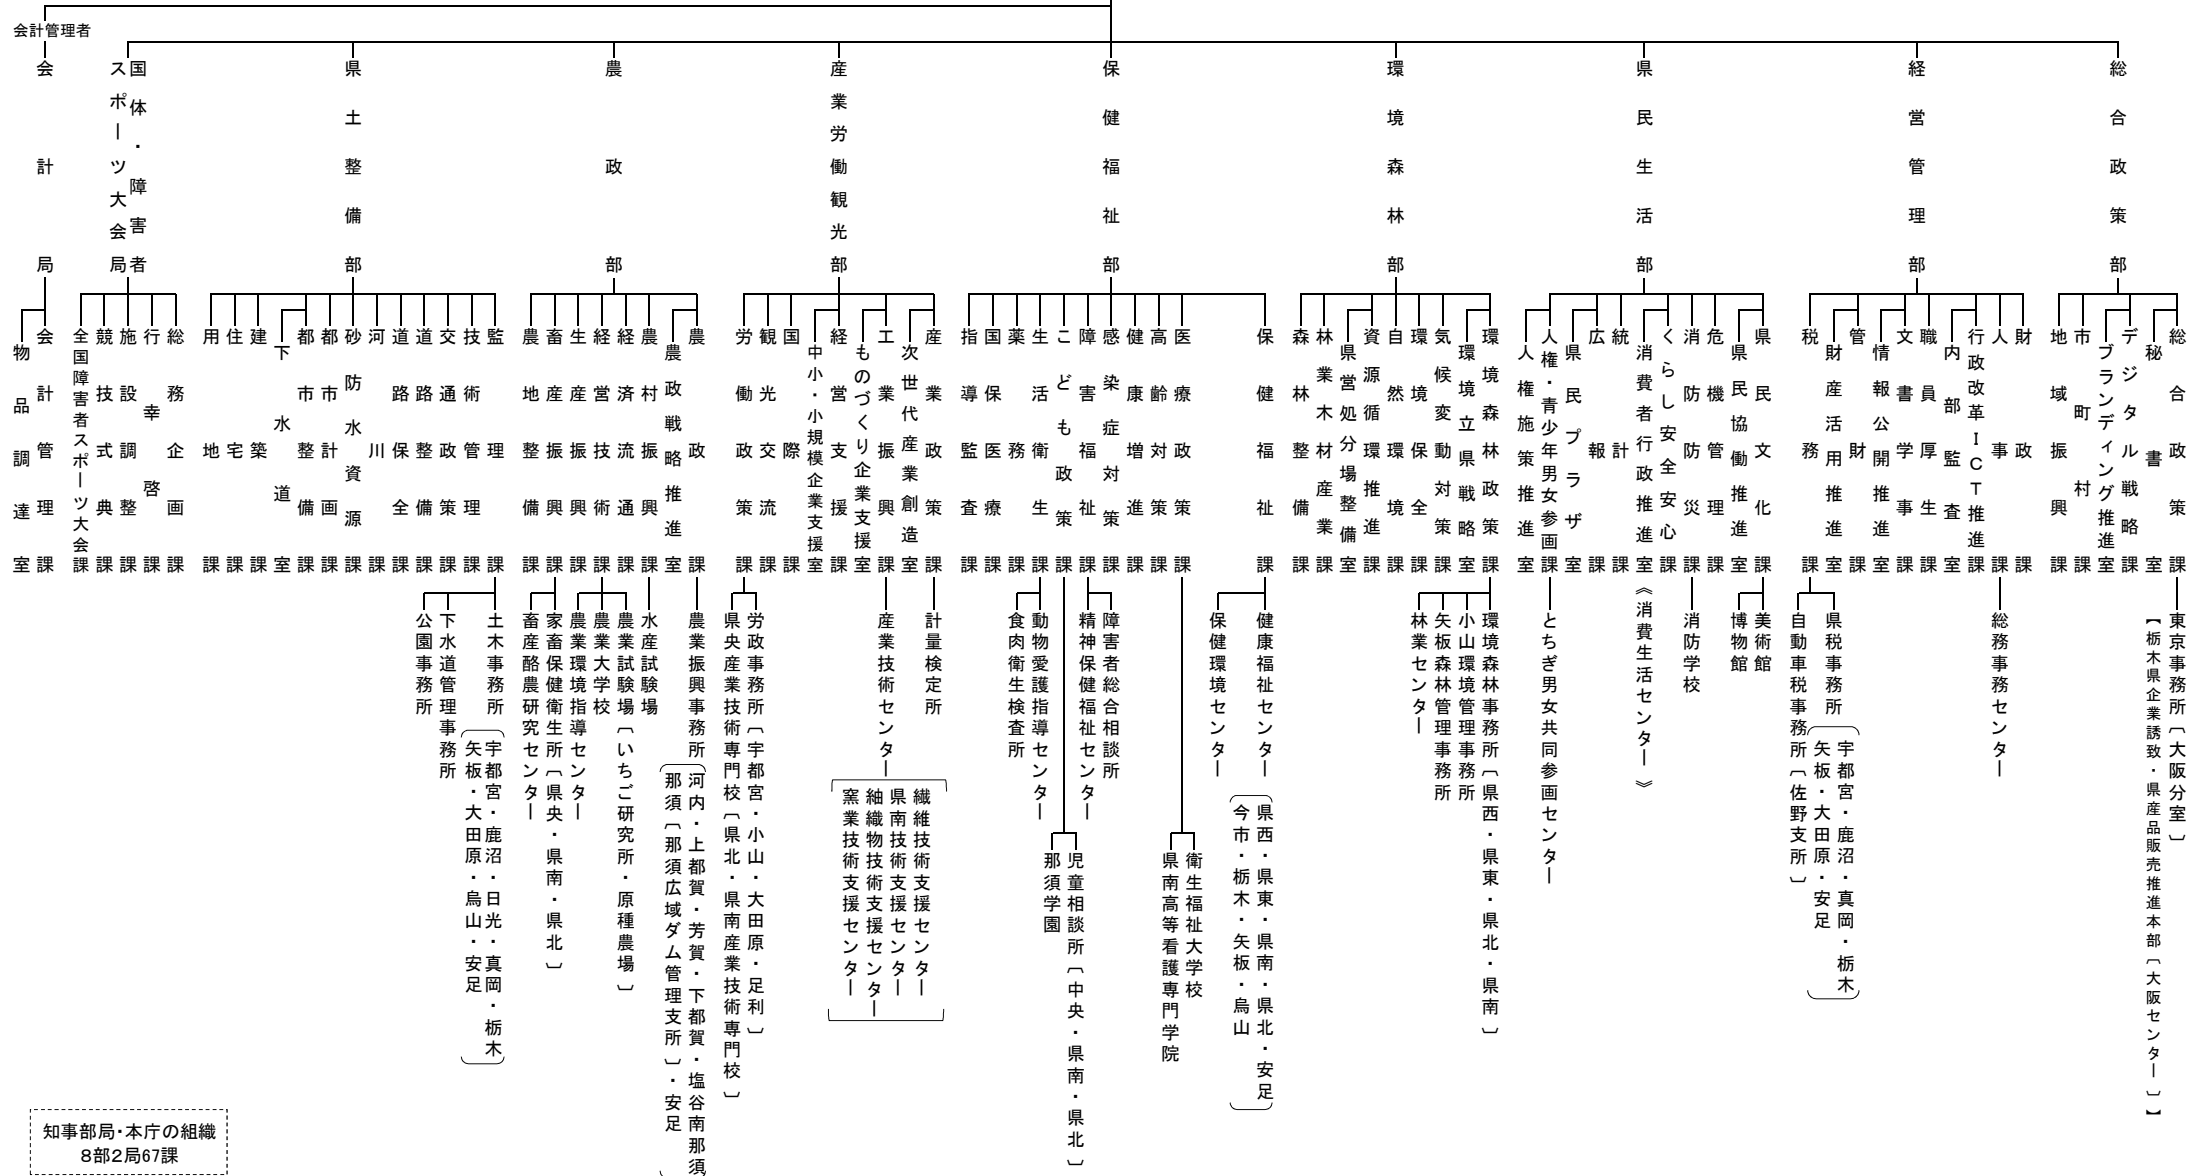 会計管理者
総合政策部
経営管理部
県民生活部
環境森林部
保健福祉部
産業労働観光部
農政部
県土整備部
国体・障害者
スポーツ大会局
会計局
総合政策課
秘書室
デジタル戦略課
ブランディング推進室
市町村課
地域振興課
財政課
人事課
行政改革ICT推進課
内部監査室
職員厚生課
文書学事課
情報公開推進室
管財課
財産活用推進室
税務課
県民文化課
県民協働推進室
危機管理課
消防防災課
くらし安全安心課
消費者行政推進室
統計課
広報課
県民プラザ室
人権・青少年男女参画課
人権施策推進室
環境森林政策課
環境立県戦略室
気候変動対策課
環境保全課
自然環境課
資源循環推進課
県営処分場整備室
林業木材産業課
森林整備課
保健福祉課
医療政策課
高齢対策課
健康増進課
感染症対策課
障害福祉課
こども政策課
生活衛生課
薬務課
国保医療課
指導監査課
産業政策課
次世代産業創造室
工業振興課
ものづくり企業支援室
経営支援課
中小・小規模企業支援室
国際課
観光交流課
労働政策課
農政課
農政戦略推進室
農村振興課
経済流通課
経営技術課
生産振興課
畜産振興課
農地整備課
監理課
技術管理課
交通政策課
道路整備課
道路保全課
河川課
砂防水資源課
都市計画課
都市整備課
下水道室
建築課
住宅課
用地課
総務企画課
行幸啓課
施設調整課
競技式典課
全国障害者スポーツ大会課
会計管理課
物品調達室
東京事務所〔大阪分室〕
【栃木県企業誘致・県産品販売推進本部〔大阪センター〕】
総務事務センター
県税事務所
宇都宮・鹿沼・真岡・栃木
矢板・大田原・安足
自動車税事務所〔佐野支所〕
美術館
博物館
消防学校
《消費生活センター》
とちぎ男女共同参画センター
環境森林事務所〔県西・県東・県北・県南〕
小山環境管理事務所
矢板森林管理事務所
林業センター
健康福祉センター
県西・県東・県南・県北・安足
今市・栃木・矢板・烏山
保健環境センター
衛生福祉大学校
県南高等看護専門学院
障害者総合相談所
精神保健福祉センター
児童相談所〔中央・県南・県北〕
那須学園
動物愛護指導センター
食肉衛生検査所
計量検定所
産業技術センター
繊維技術支援センター
県南技術支援センター
紬織物技術支援センター
窯業技術支援センター
労政事務所〔宇都宮・小山・大田原・足利〕
県央産業技術専門校〔県北・県南産業技術専門校〕
農業振興事務所
河内・上都賀・芳賀・下都賀・塩谷南那須
那須〔那須広域ダム管理支所〕・安足
水産試験場
農業試験場〔いちご研究所・原種農場〕
農業大学校
農業環境指導センター
家畜保健衛生所〔県央・県南・県北〕
畜産酪農研究センター
土木事務所
宇都宮・鹿沼・日光・真岡・栃木
矢板・大田原・烏山・安足
下水道管理事務所
公園事務所
知事部局・本庁の組織
8部2局67課